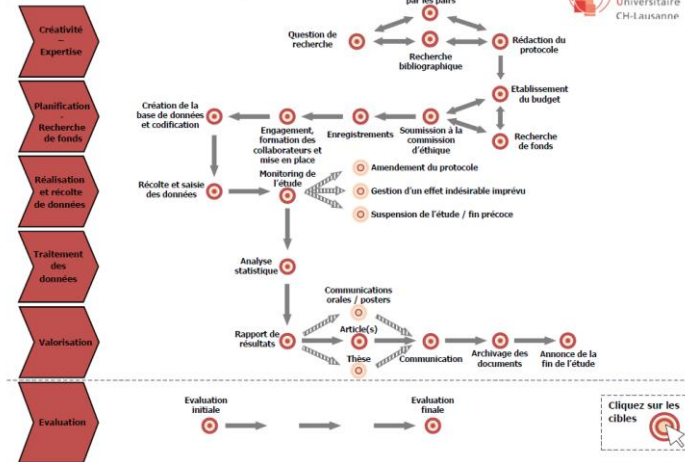 par les pairs
Universitaire
CH-Lausanne
Créativité
–
Expertise
Question de
recherche
Recherche
bibliographique
Rédaction du
protocole
Planification
-
Recherche
de fonds
Création de la
base de données
et codification
Engagement,
formation des
collaborateurs et
mise en place
Enregistrements
Soumission à la
commission
d'éthique
Etablissement
du budget
Recherche
de fonds
Réalisation
et récolte
de données
Récolte et saisie
des données
Monitoring de
l'étude
Amendement du protocole
Gestion d'un effet indésirable imprévu
Suspension de l'étude / fin précoce
Traitement
des
données
Analyse
statistique
Valorisation
Rapport de
résultats
Communications
orales / posters
Article(s)
Thèse
Communication
Archivage des
documents
Annonce de la
fin de l'étude
Evaluation
Evaluation
initiale
Evaluation
finale
Cliquez sur les
cibles